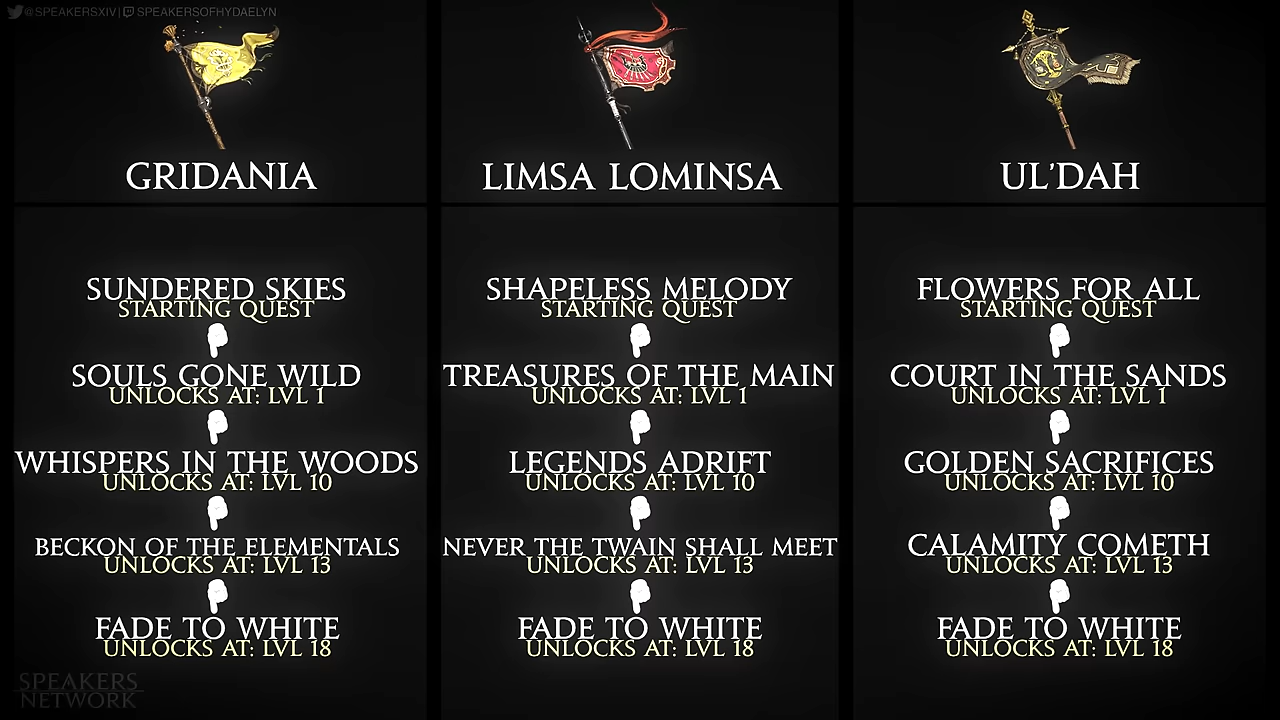 @SPEAKERSXIV | SPEAKERSOFHYDAELYN
GRIDANIA
SUNDERED SKIES
STARTING QUEST
SOULS GONE WILD
UNLOCKS AT: LVL 1
WHISPERS IN THE WOODS
UNLOCKS AT: LVL 10
BECKON OF THE ELEMENTALS
UNLOCKS AT: LVL 13
FADE TO WHITE
UNLOCKS AT: LVL 18
LIMSA LOMINSA
SHAPELESS MELODY
STARTING QUEST
TREASURES OF THE MAIN
UNLOCKS AT: LVL 1
LEGENDS ADRIFT
UNLOCKS AT: LVL 10
NEVER THE TWAIN SHALL MEET
UNLOCKS AT: LVL 13
FADE TO WHITE
UNLOCKS AT: LVL 18
UL'DAH
FLOWERS FOR ALL
STARTING QUEST
COURT IN THE SANDS
UNLOCKS AT: LVL 1
GOLDEN SACRIFICES
UNLOCKS AT: LVL 10
CALAMITY COMETH
UNLOCKS AT: LVL 13
FADE TO WHITE
UNLOCKS AT: LVL 18
SPEAKERS
NETWORK